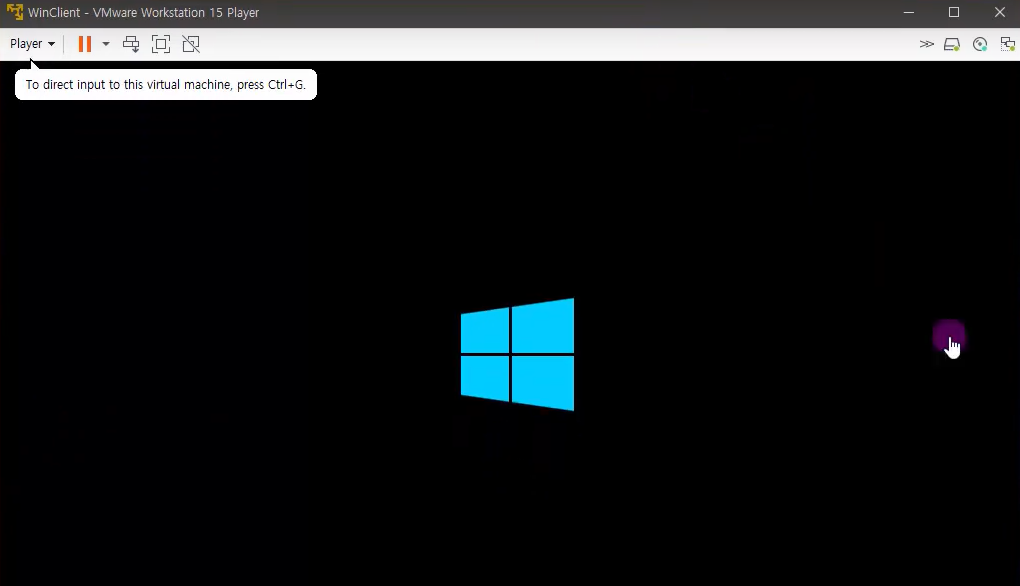 WinClient - VMware Workstation 15 Player
Player
To direct input to this virtual machine, press Ctrl+G.